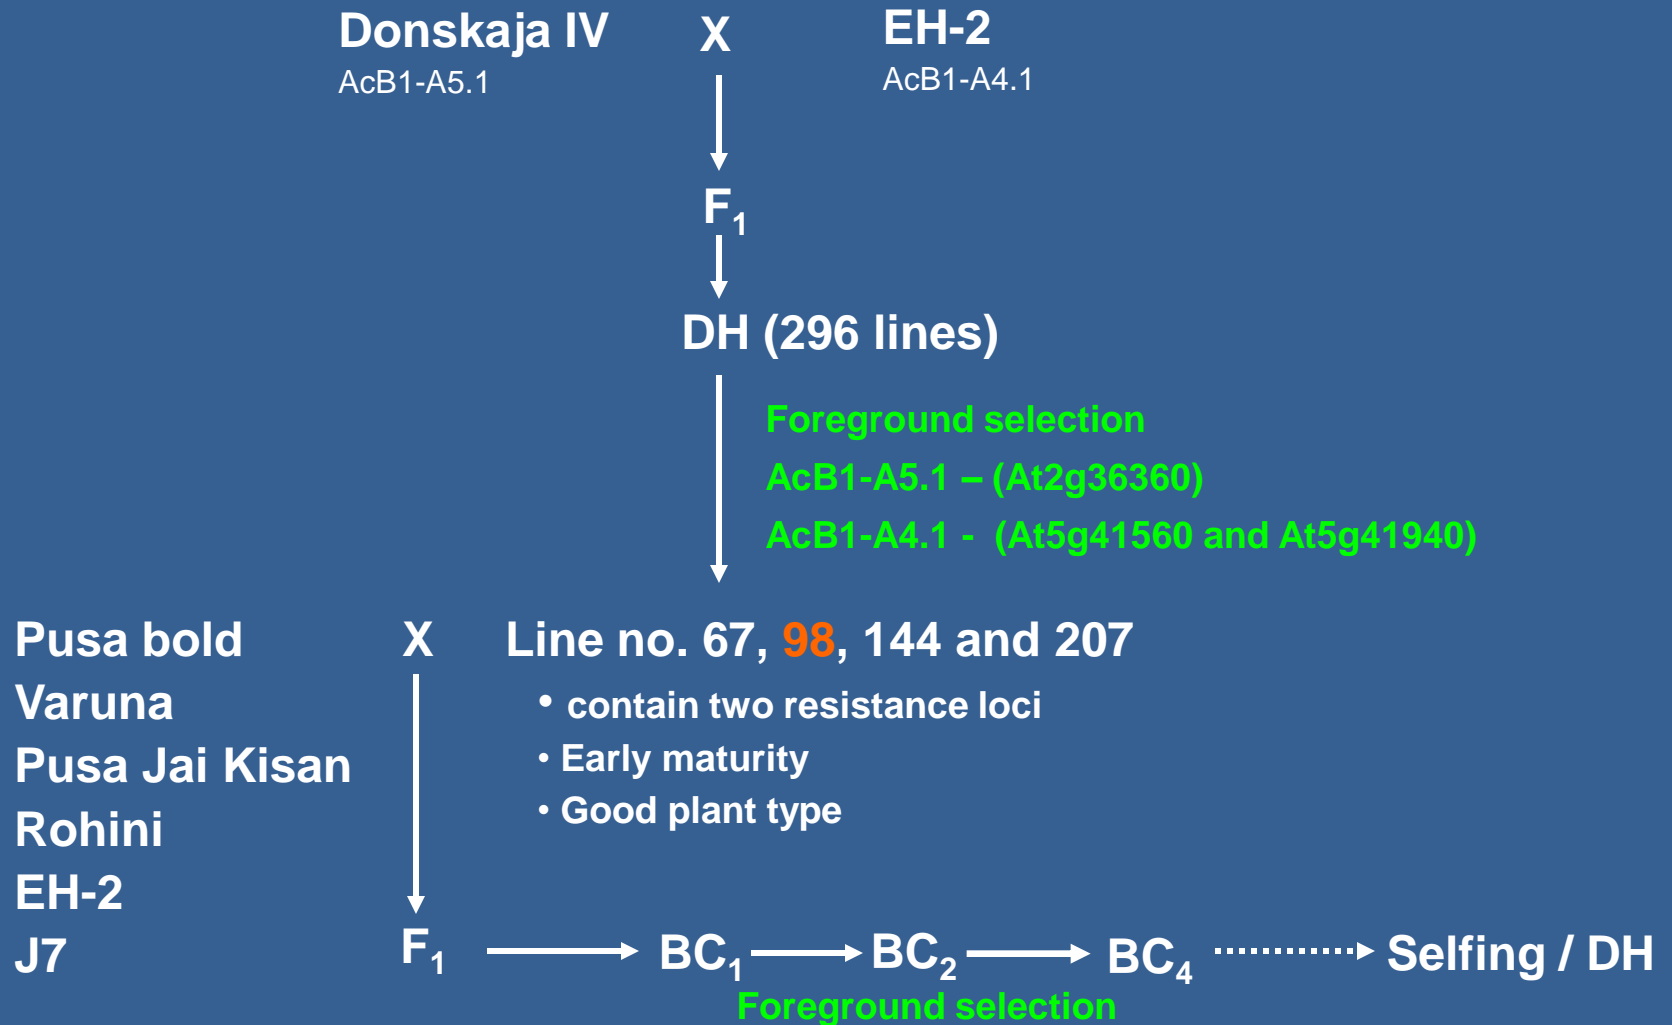 Donskaja IV X EH-2
AcB1-A5.1 AcB1-A4.1
F1
DH (296 lines)
Foreground selection
AcB1-A5.1 – (At2g36360)
AcB1-A4.1 - (At5g41560 and At5g41940)
Pusa bold X Line no. 67, 98, 144 and 207
Varuna • contain two resistance loci
Pusa Jai Kisan • Early maturity
Rohini • Good plant type
EH-2
J7 F1 BC1 BC2 BC4 Selfing / DH
Foreground selection